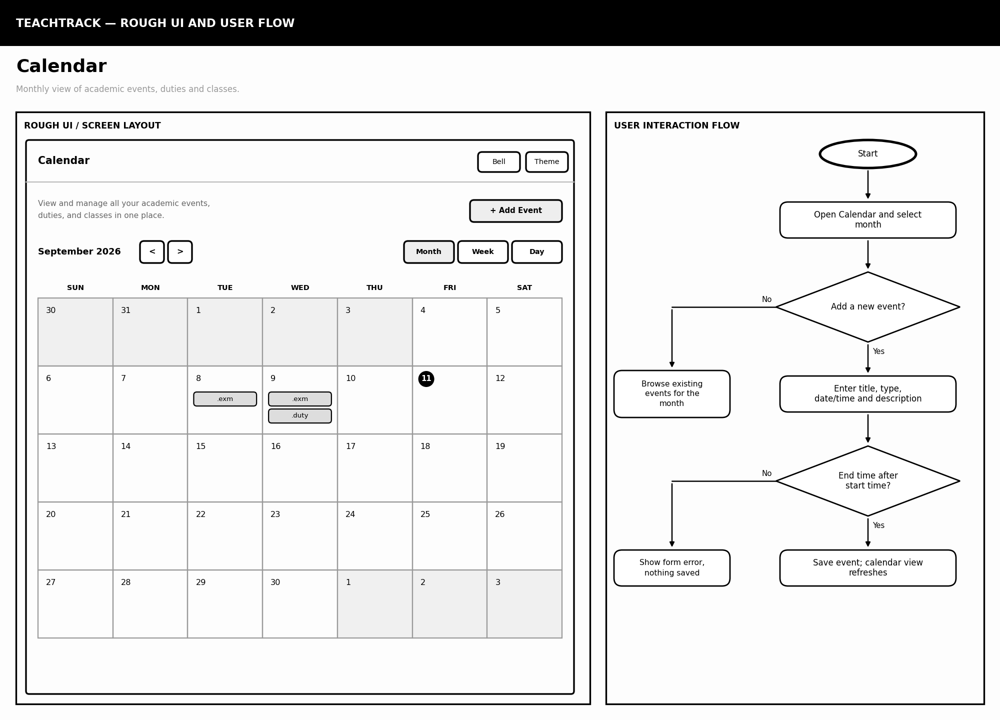 TEACHTRACK — ROUGH UI AND USER FLOW
Calendar
Monthly view of academic events, duties and classes.
ROUGH UI / SCREEN LAYOUT
Calendar
Bell
Theme
View and manage all your academic events,
duties, and classes in one place.
+ Add Event
September 2026
<
>
Month
Week
Day
SUN MON TUE WED THU FRI SAT
30 31 1 2 3 4 5
6 7 8 9 10 11 12
.exm .exm
.duty
13 14 15 16 17 18 19
20 21 22 23 24 25 26
27 28 29 30 1 2 3
USER INTERACTION FLOW
Start
Open Calendar and select
month
Add a new event?
No
Yes
Browse existing
events for the
month
Enter title, type,
date/time and description
End time after
start time?
No
Yes
Show form error,
nothing saved
Save event; calendar view
refreshes